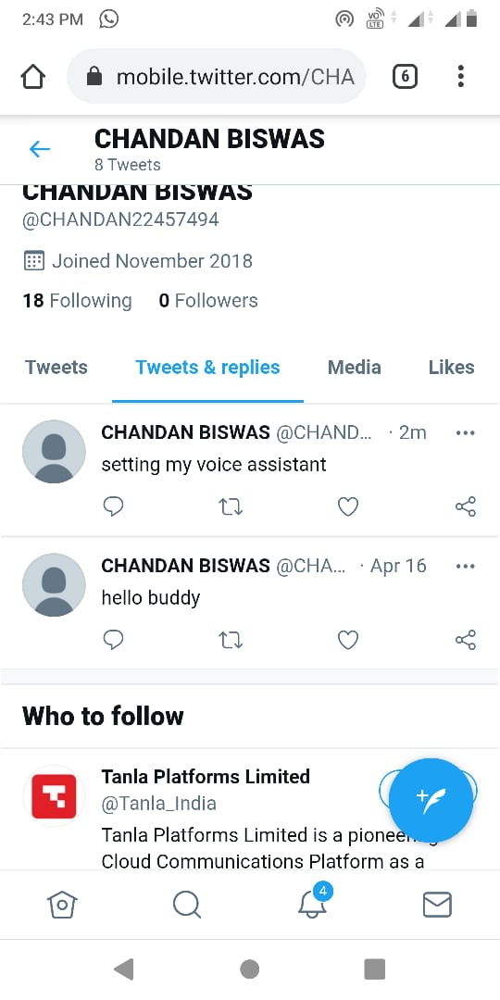 2:43 PM
VO
LTE
mobile.twitter.com/CHA
6
CHANDAN BISWAS
8 Tweets
CHANDAN BISWAS
@CHANDAN22457494
Joined November 2018
18 Following 0 Followers
Tweets Tweets & replies Media Likes
CHANDAN BISWAS @CHAND... · 2m
setting my voice assistant
CHANDAN BISWAS @CHA... · Apr 16
hello buddy
Who to follow
Tanla Platforms Limited
@Tanla_India
Tanla Platforms Limited is a pioneering
Cloud Communications Platform as a
4